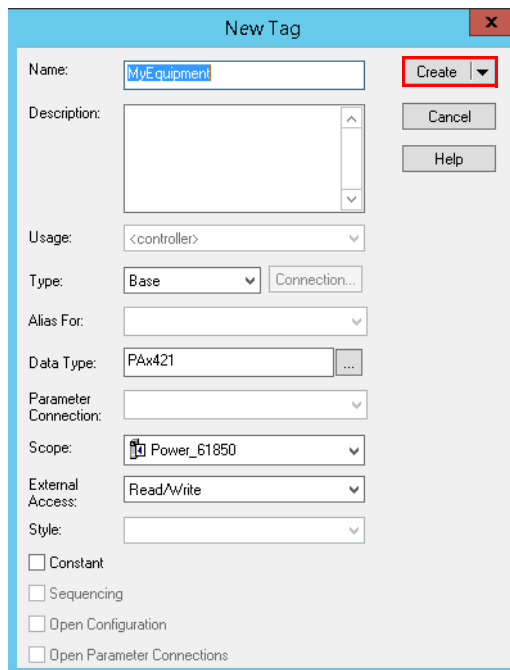 New Tag
x
Name:
MyEquipment
Create
Description:
Cancel
Help
Usage:
<controller>
Type:
Base
Connection...
Alias For:
Data Type:
PAx421
...
Parameter
Connection:
Scope:
Power_61850
External
Access:
Read/Write
Style:
Constant
Sequencing
Open Configuration
Open Parameter Connections